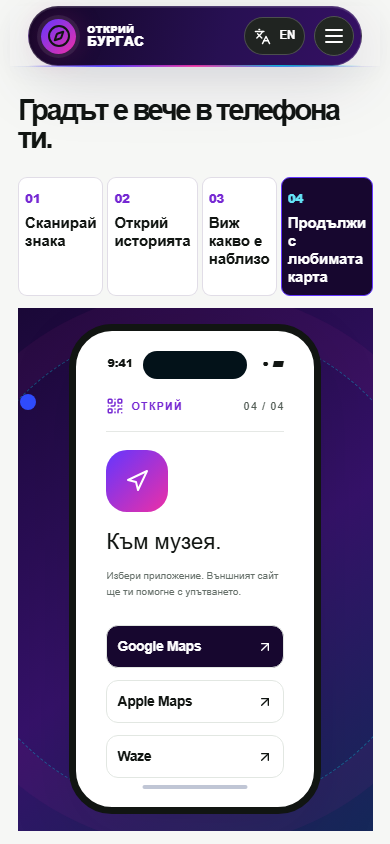 ОТКРИЙ
БУРГАС
EN
Градът е вече в телефона
ти.
01
Сканирай
знака
02
Открий
историята
03
Виж
какво е
наблизо
04
Продължи
с
любимата
карта
9:41
ОТКРИЙ
04 / 04
Към музея.
Избери приложение. Външният сайт
ще ти помогне с упътването.
Google Maps
Apple Maps
Waze